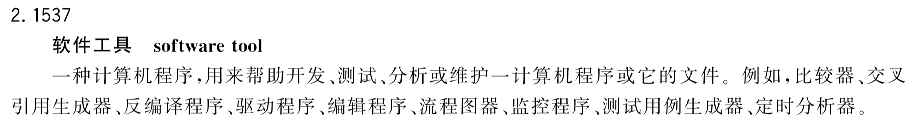 2.1537
软件工具 software tool
一种计算机程序,用来帮助开发、测试、分析或维护一计算机程序或它的文件。例如,比较器、交叉
引用生成器、反编译程序、驱动程序、编辑程序、流程图器、监控程序、测试用例生成器、定时分析器。